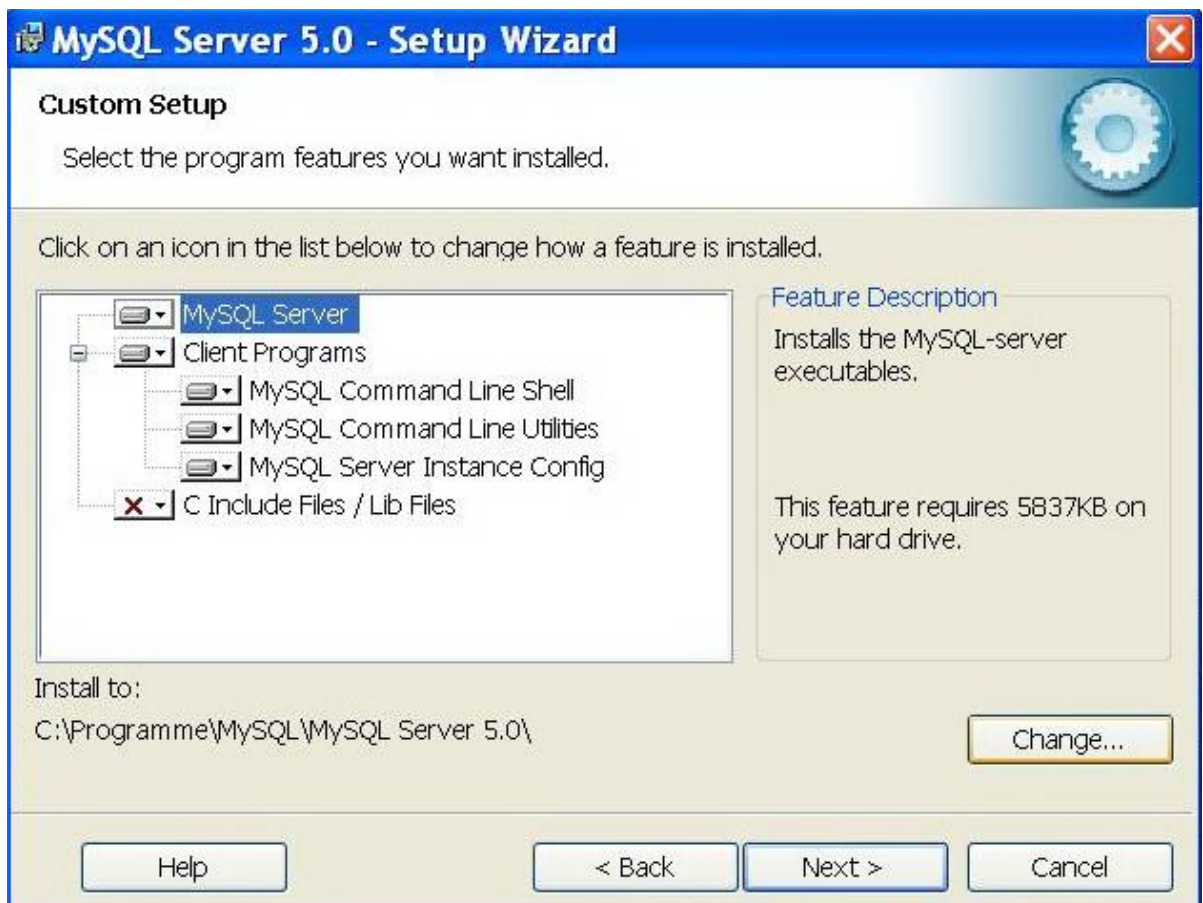 MySQL Server 5.0 - Setup Wizard
Custom Setup
Select the program features you want installed.
Click on an icon in the list below to change how a feature is installed.
MySQL Server
Client Programs
MySQL Command Line Shell
MySQL Command Line Utilities
MySQL Server Instance Config
C Include Files / Lib Files
Feature Description
Installs the MySQL-server
executables.
This feature requires 5837KB on
your hard drive.
Install to:
C:\Programme\MySQL\MySQL Server 5.0\
Change...
Help
< Back
Next >
Cancel